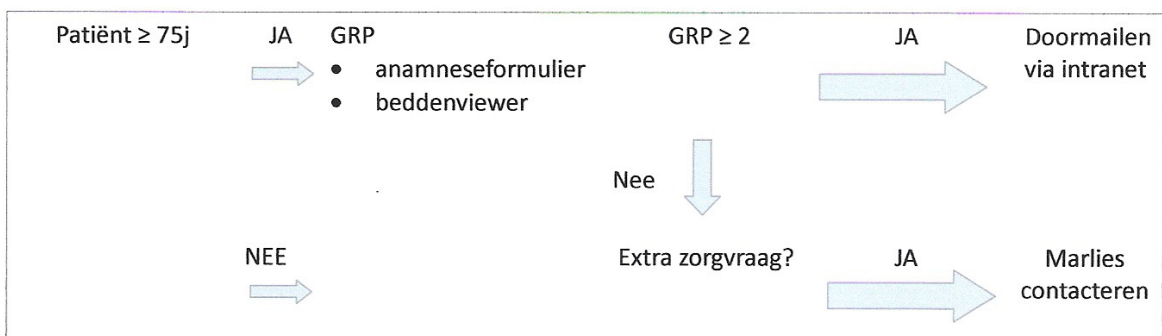 Patiënt ≥ 75j JA GRP GRP ≥ 2 JA Doormailen
• anamneseformulier via intranet
• beddenviewer
Nee
NEE Extra zorgvraag? JA Marlies
contacteren